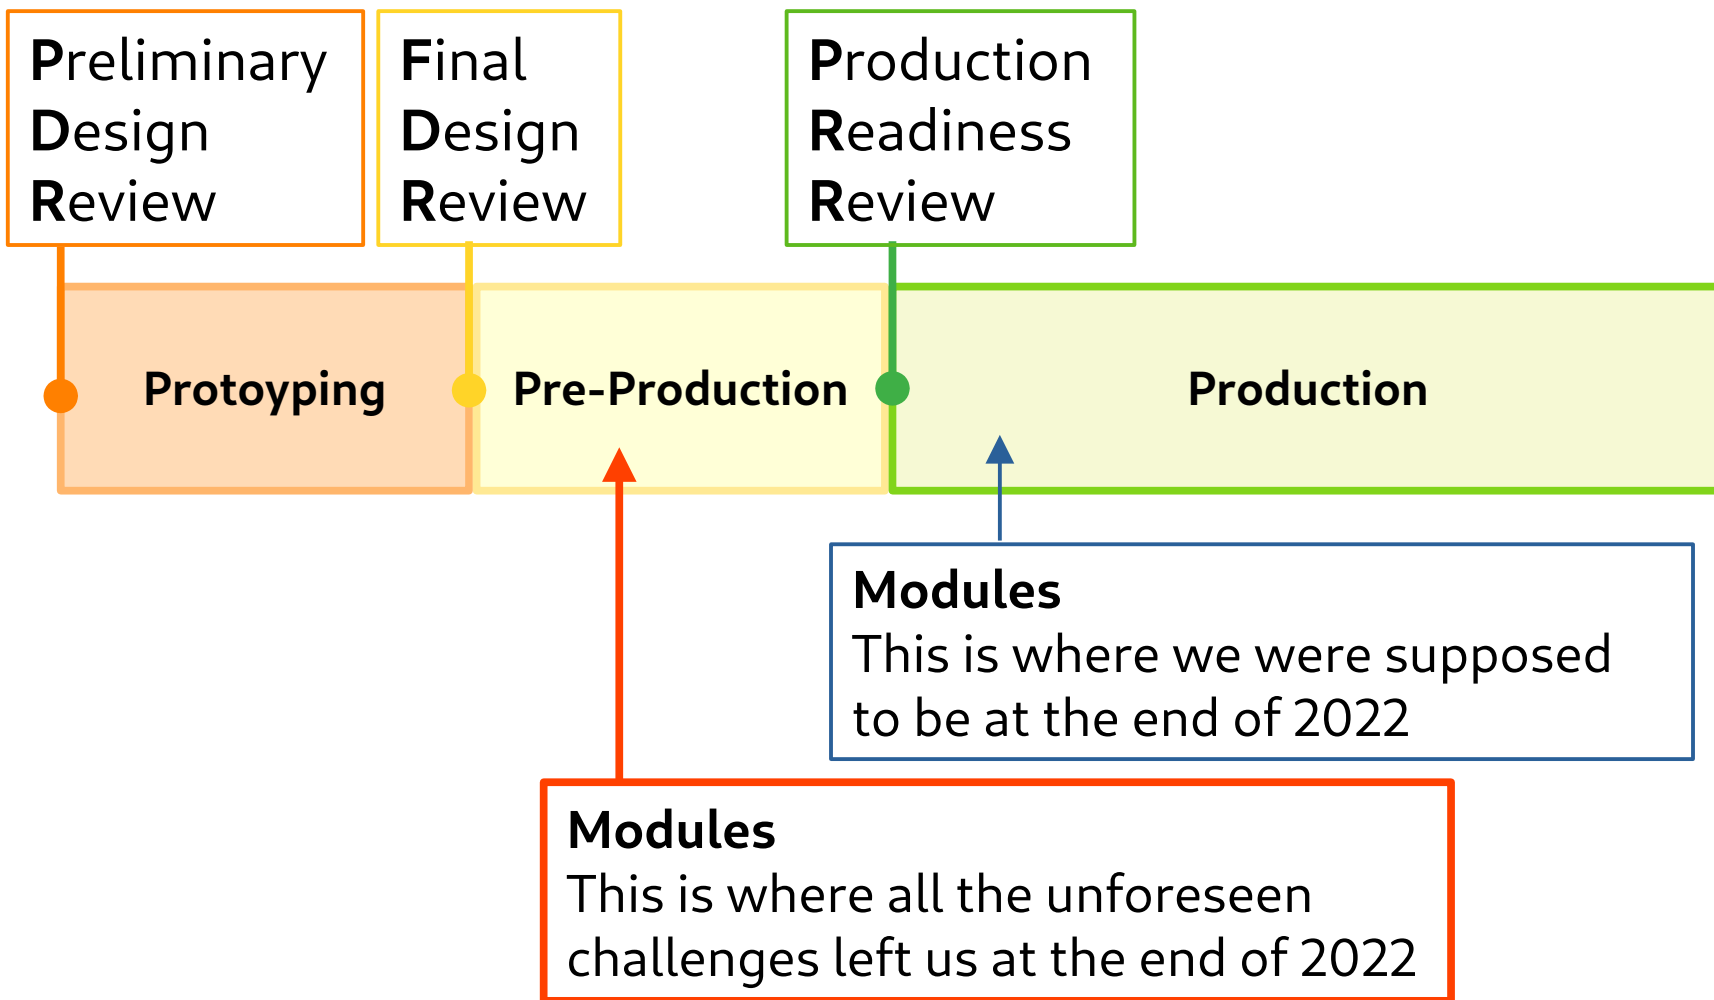 Preliminary
Design
Review
Final
Design
Review
Production
Readiness
Review
Protoyping
Pre-Production
Production
Modules
This is where we were supposed
to be at the end of 2022
Modules
This is where all the unforeseen
challenges left us at the end of 2022